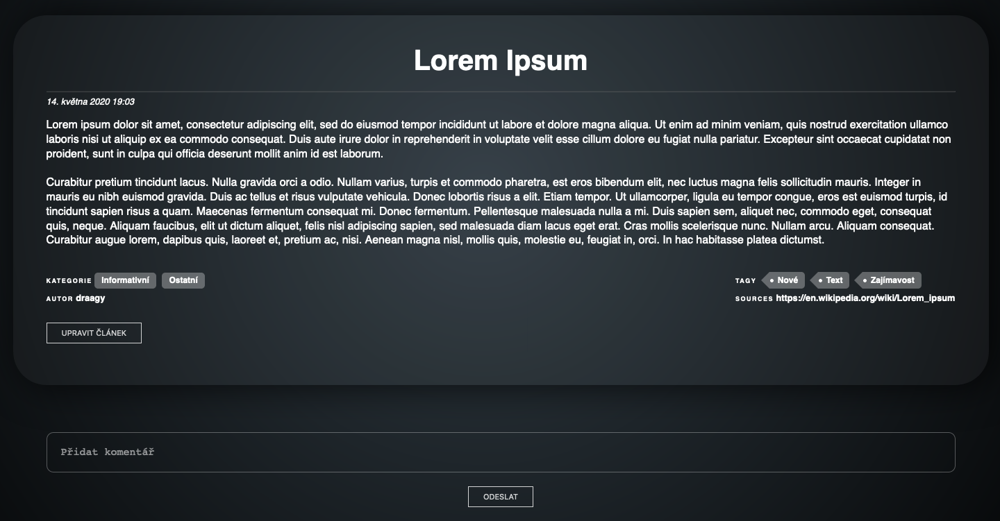 Lorem Ipsum
14. května 2020 19:03
Lorem ipsum dolor sit amet, consectetur adipiscing elit, sed do eiusmod tempor incididunt ut labore et dolore magna aliqua. Ut enim ad minim veniam, quis nostrud exercitation ullamco
laboris nisi ut aliquip ex ea commodo consequat. Duis aute irure dolor in reprehenderit in voluptate velit esse cillum dolore eu fugiat nulla pariatur. Excepteur sint occaecat cupidatat non
proident, sunt in culpa qui officia deserunt mollit anim id est laborum.
Curabitur pretium tincidunt lacus. Nulla gravida orci a odio. Nullam varius, turpis et commodo pharetra, est eros bibendum elit, nec luctus magna felis sollicitudin mauris. Integer in
mauris eu nibh euismod gravida. Duis ac tellus et risus vulputate vehicula. Donec lobortis risus a elit. Etiam tempor. Ut ullamcorper, ligula eu tempor congue, eros est euismod turpis, id
tincidunt sapien risus a quam. Maecenas fermentum consequat mi. Donec fermentum. Pellentesque malesuada nulla a mi. Duis sapien sem, aliquet nec, commodo eget, consequat
quis, neque. Aliquam faucibus, elit ut dictum aliquet, felis nisl adipiscing sapien, sed malesuada diam lacus eget erat. Cras mollis scelerisque nunc. Nullam arcu. Aliquam consequat.
Curabitur augue lorem, dapibus quis, laoreet et, pretium ac, nisi. Aenean magna nisl, mollis quis, molestie eu, feugiat in, orci. In hac habitasse platea dictumst.
KATEGORIE Informativní Ostatní
AUTOR draagy
TAGY Nové Text Zajímavost
SOURCES https://en.wikipedia.org/wiki/Lorem_ipsum
UPRAVIT ČLÁNEK
Přidat komentář
ODESLAT